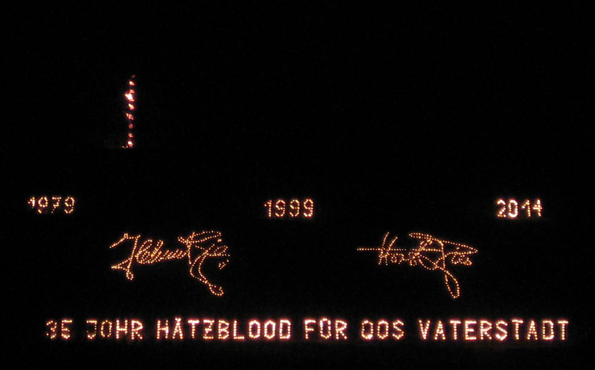 1979 1999 2014
35 JOHR HÄTZBLOOD FÜR OOS VATERSTADT